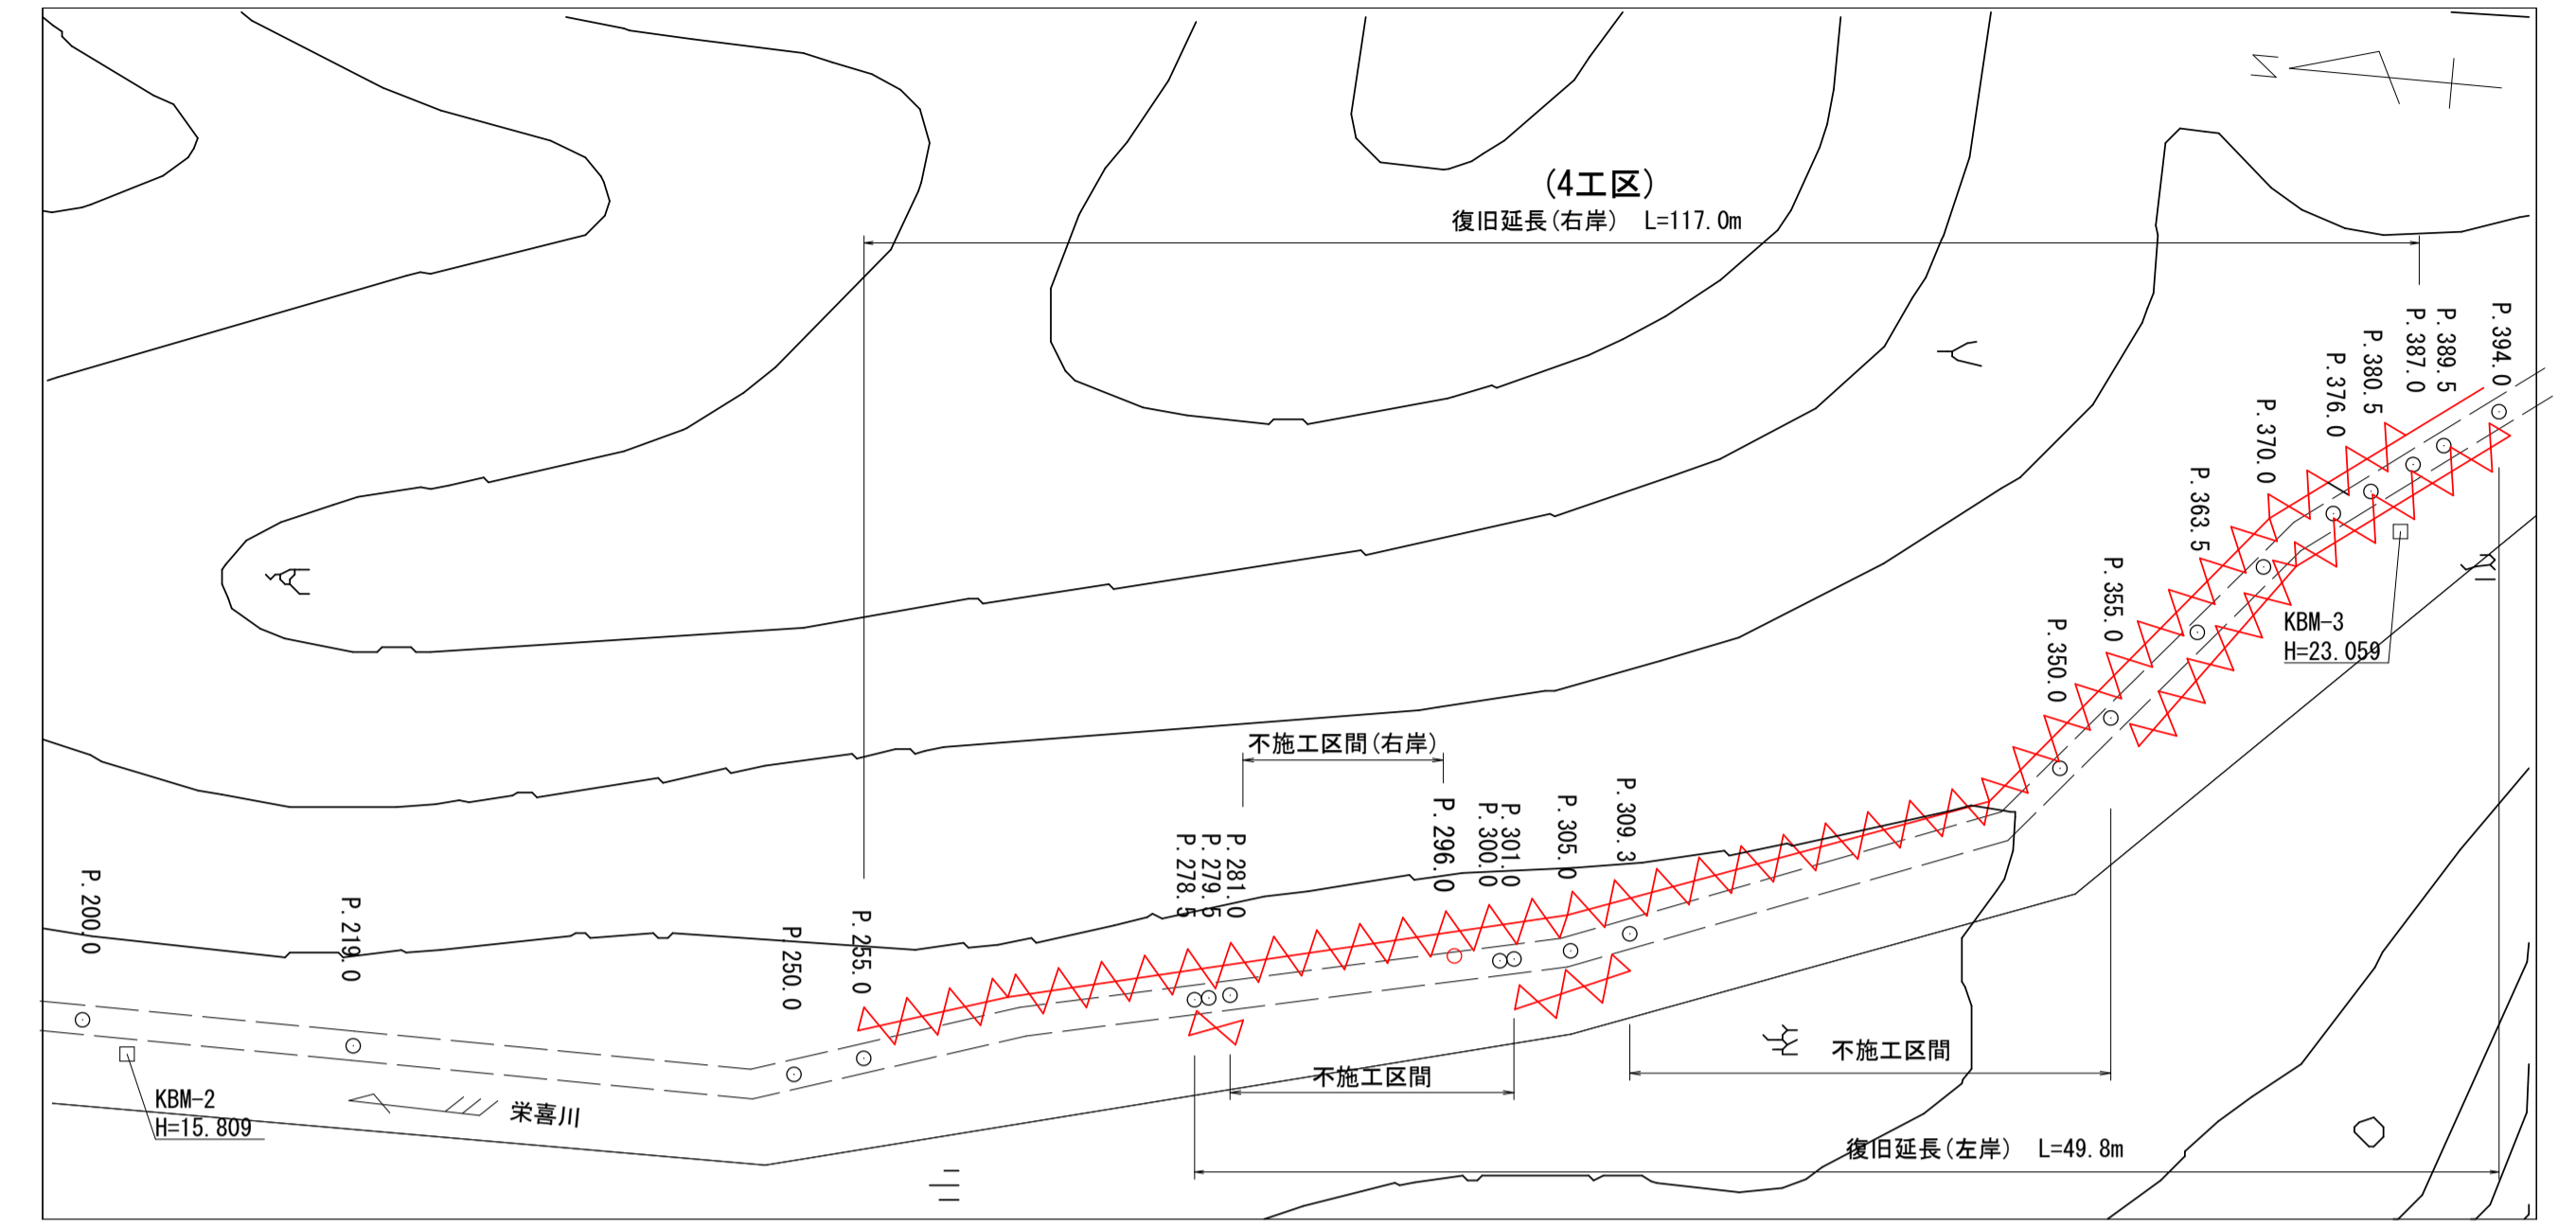 N
(4工区)
復旧延長(右岸) L=117.0m
P.394.0
P.389.5
P.387.0
P.380.5
P.376.0
P.370.0
P.363.5
P.355.0
P.350.0
KBM-3
H=23.059
不施工区間(右岸)
P.309.3
P.305.0
P.301.0
P.300.0
P.296.0
P.281.0
P.279.5
P.278.5
P.255.0
P.250.0
P.219.0
P.200.0
不施工区間
不施工区間
KBM-2
H=15.809
栄喜川
復旧延長(左岸) L=49.8m